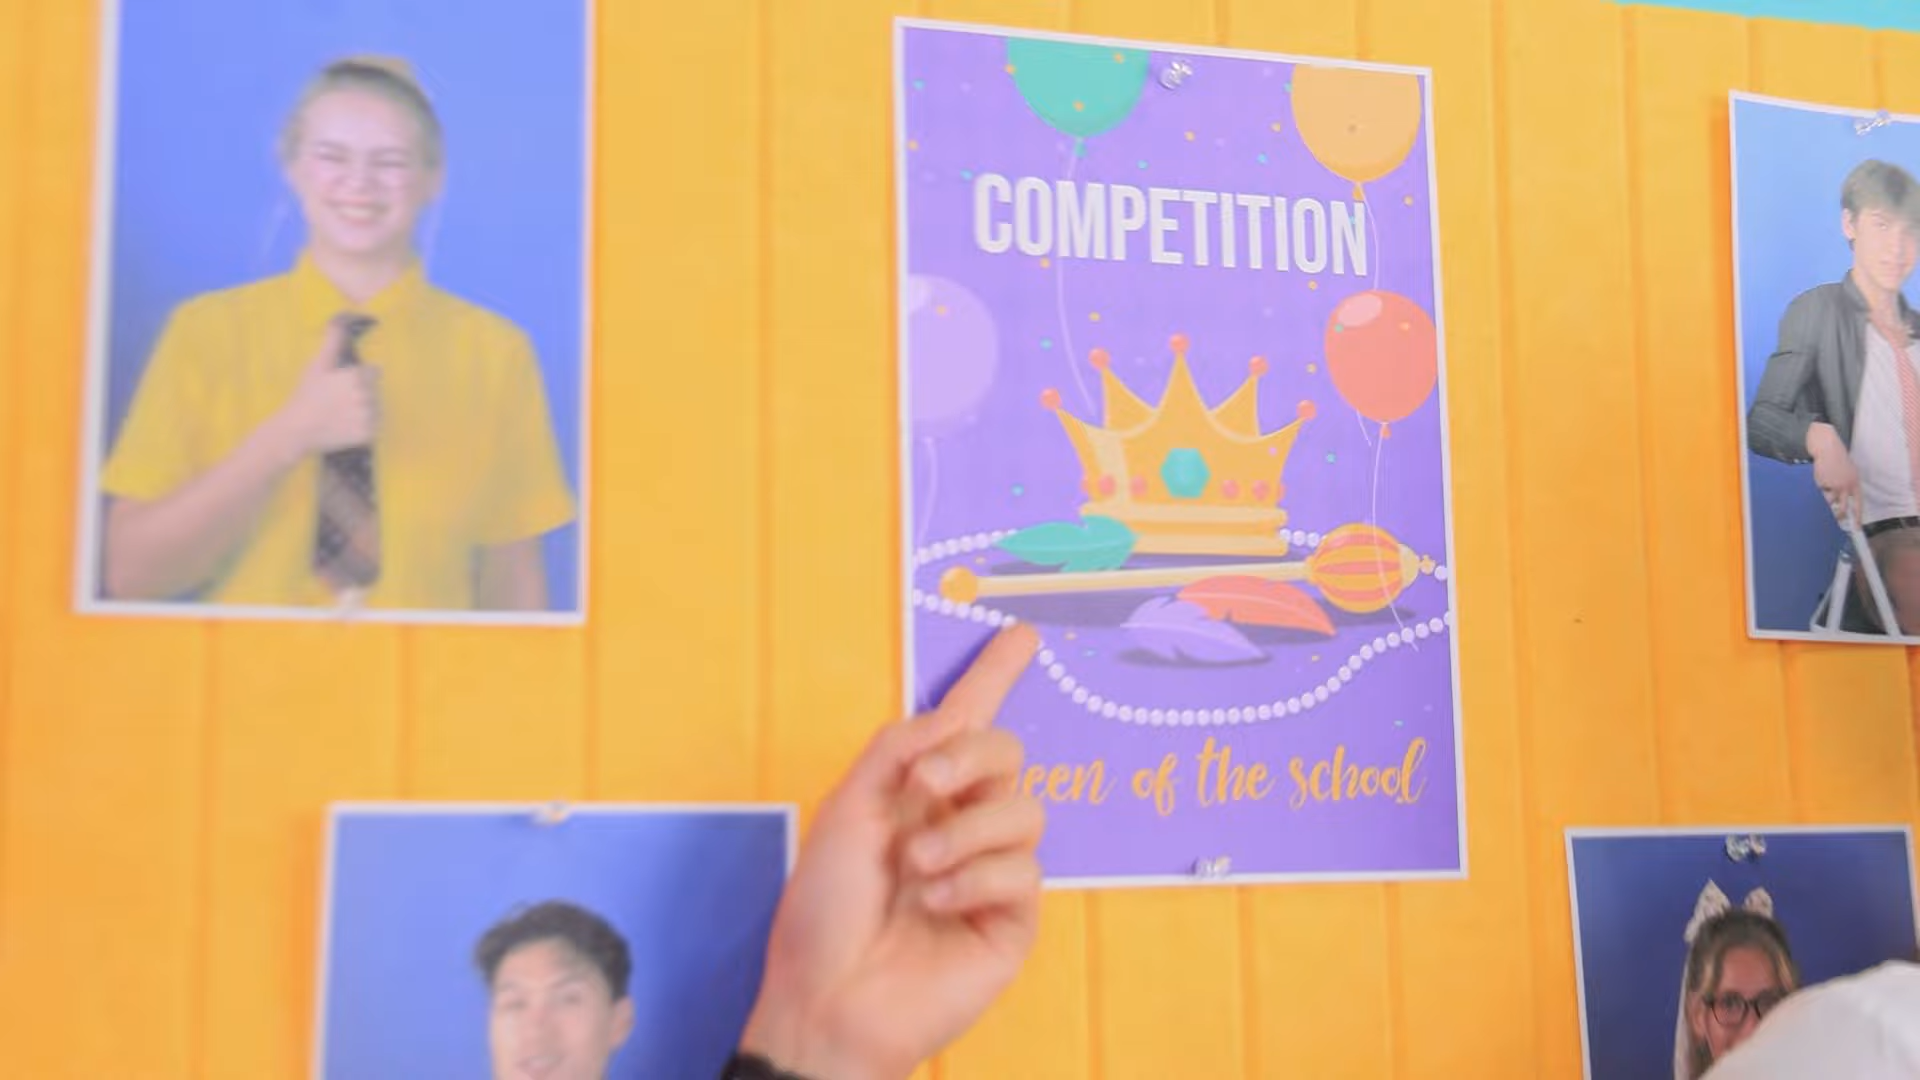 COMPETITION
een of the school